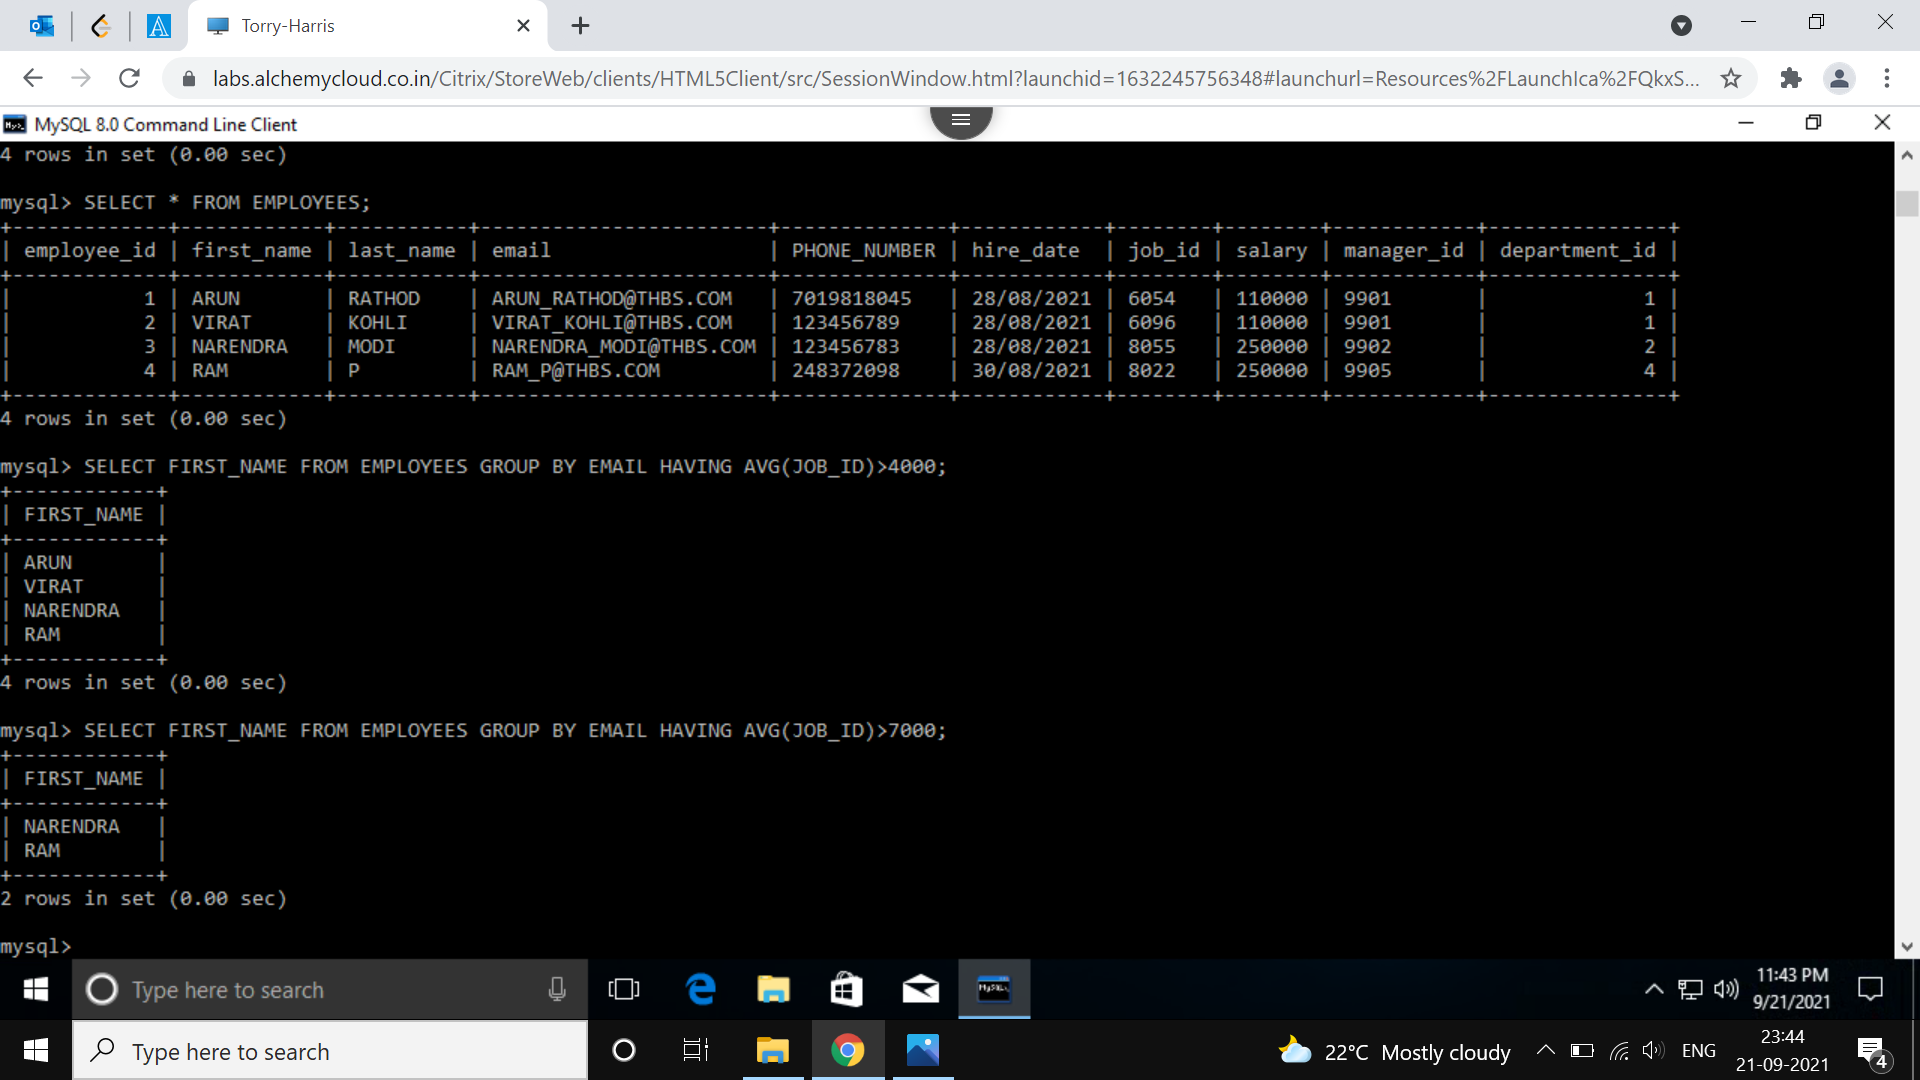 Torry-Harris
labs.alchemycloud.co.in/Citrix/StoreWeb/clients/HTML5Client/src/SessionWindow.html?launchid=1632245756348#launchurl=Resources%2FLaunchIca%2FQkxS...
MySQL 8.0 Command Line Client
4 rows in set (0.00 sec)
mysql> SELECT * FROM EMPLOYEES;
| employee_id | first_name | last_name | email | PHONE_NUMBER | hire_date | job_id | salary | manager_id | department_id |
| 1 | ARUN | RATHOD | ARUN_RATHOD@THBS.COM | 7019818045 | 28/08/2021 | 6054 | 110000 | 9901 | 1 |
| 2 | VIRAT | KOHLI | VIRAT_KOHLI@THBS.COM | 123456789 | 28/08/2021 | 6096 | 110000 | 9901 | 1 |
| 3 | NARENDRA | MODI | NARENDRA_MODI@THBS.COM | 123456783 | 28/08/2021 | 8055 | 250000 | 9902 | 2 |
| 4 | RAM | P | RAM_P@THBS.COM | 248372098 | 30/08/2021 | 8022 | 250000 | 9905 | 4 |
4 rows in set (0.00 sec)
mysql> SELECT FIRST_NAME FROM EMPLOYEES GROUP BY EMAIL HAVING AVG(JOB_ID)>4000;
| FIRST_NAME |
| ARUN |
| VIRAT |
| NARENDRA |
| RAM |
4 rows in set (0.00 sec)
mysql> SELECT FIRST_NAME FROM EMPLOYEES GROUP BY EMAIL HAVING AVG(JOB_ID)>7000;
| FIRST_NAME |
| NARENDRA |
| RAM |
2 rows in set (0.00 sec)
mysql>
Type here to search
11:43 PM
9/21/2021
Type here to search
22°C Mostly cloudy
ENG
23:44
21-09-2021
4